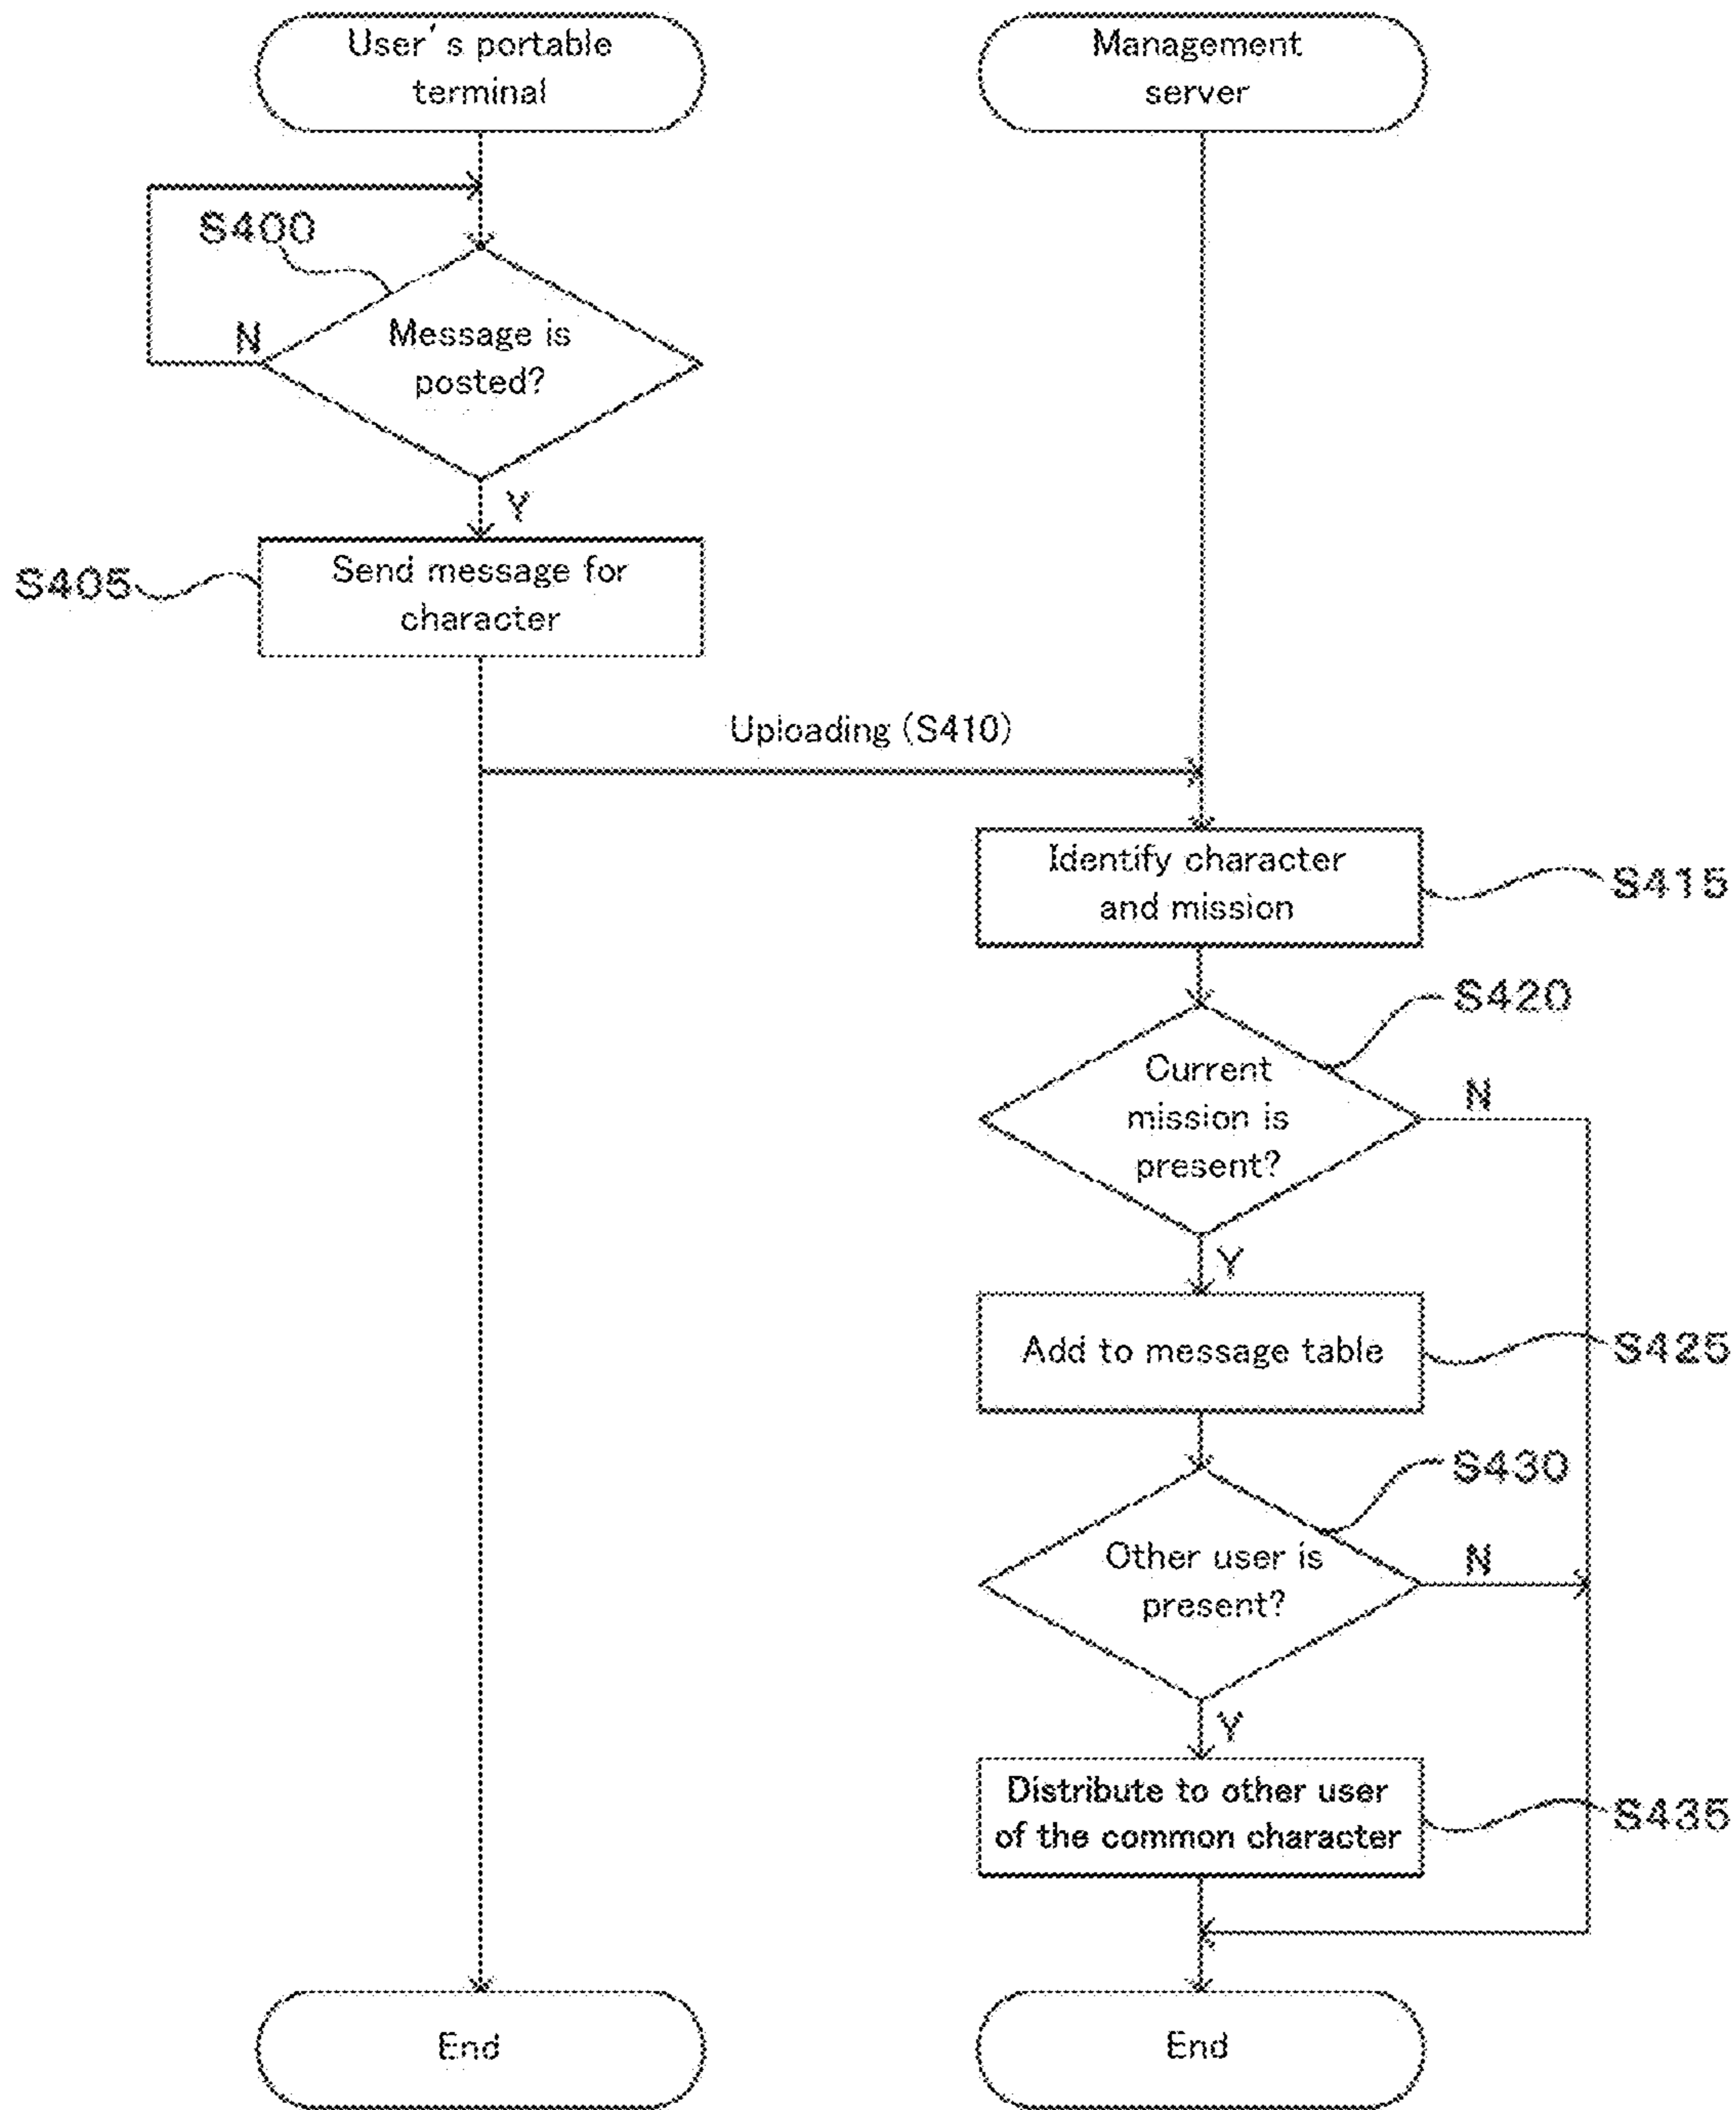 User's portable
terminal
Management
server
S400
N
Message is
posted?
Y
S405
Send message for
character
Uploading (S410)
Identify character
and mission
S415
S420
Current
mission is
present?
N
Y
Add to message table
S425
S430
Other user is
present?
N
Y
Distribute to other user
of the common character
S435
End
End